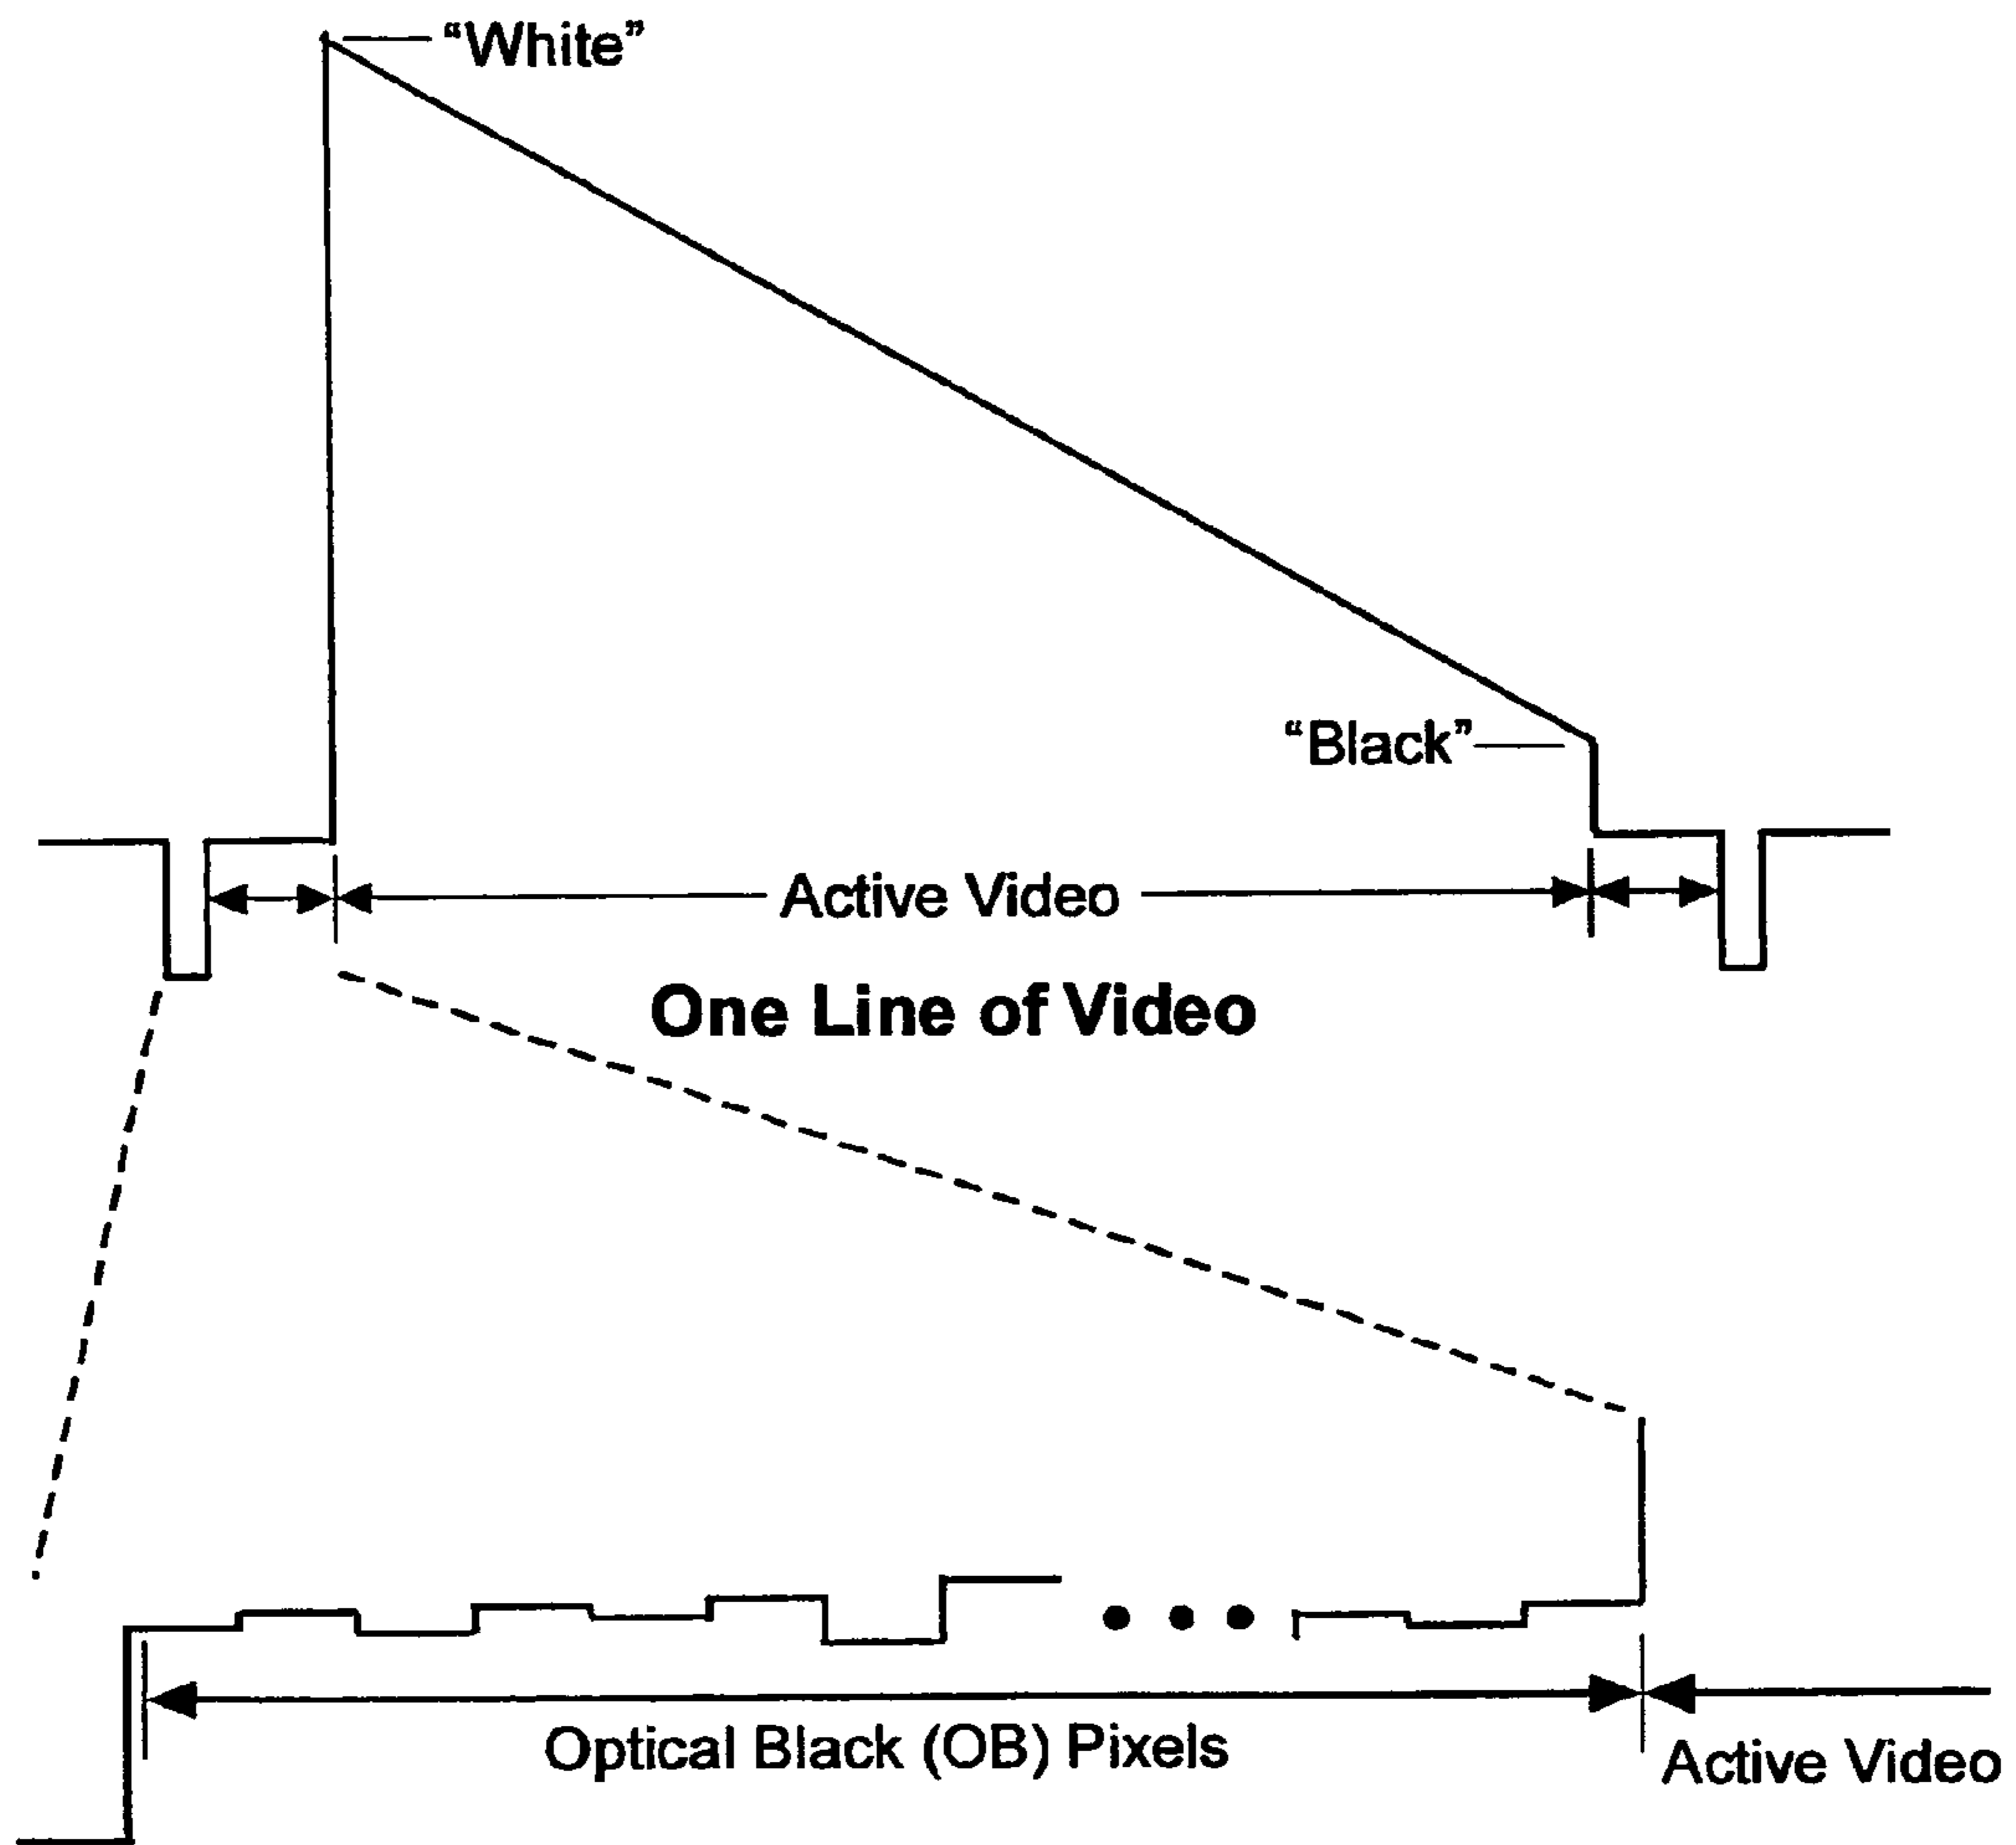 “White”
“Black”
Active Video
One Line of Video
Optical Black (OB) Pixels
Active Video